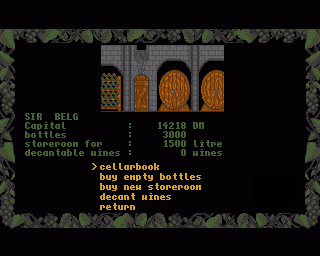 SIR BELG
Capital : 14218 DM
bottles : 3000
storeroom for : 1500 litre
decantable wines : 0 wines
>cellarbook
buy empty bottles
buy new storeroom
decant wines
return